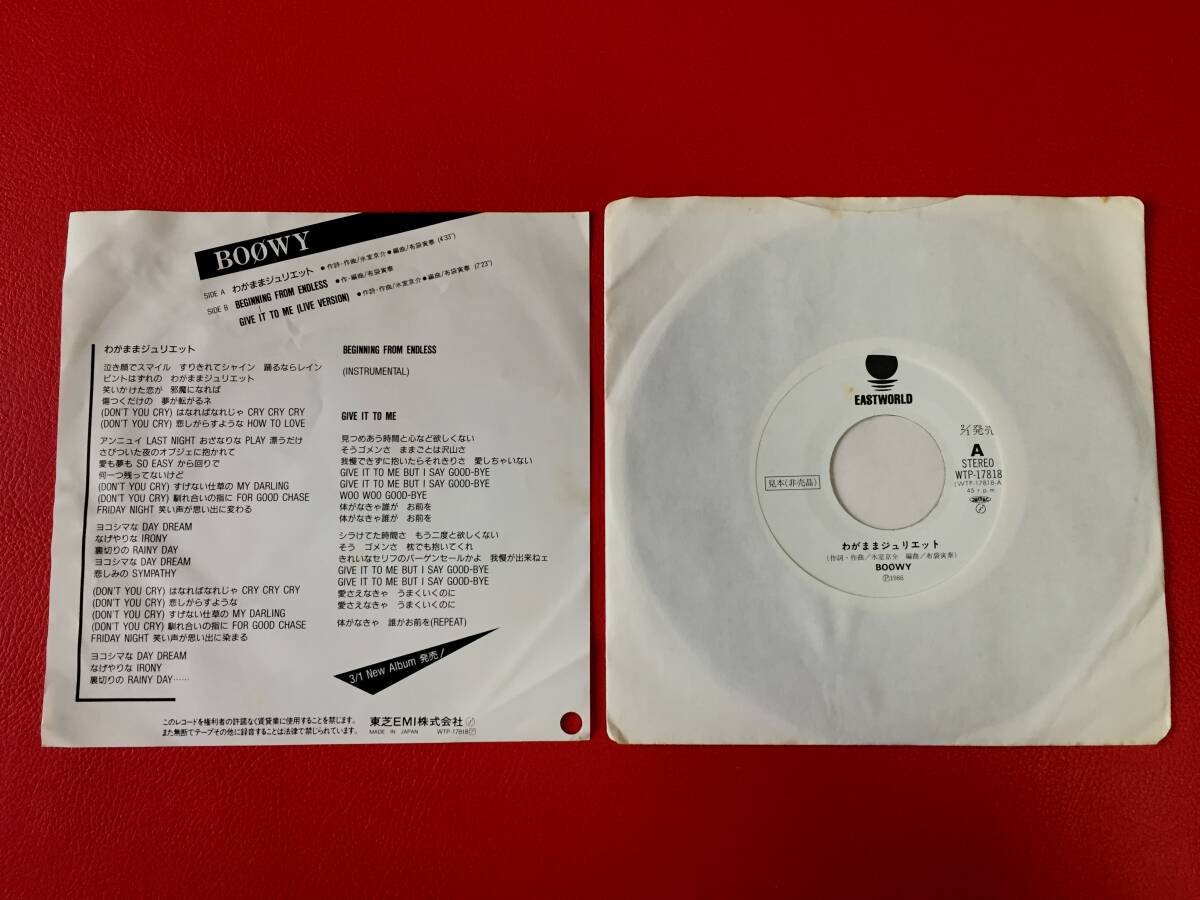 BOØWY
SIDE A わがままジュリエット ●作詩・作曲/氷室京介●編曲/布袋寅泰 (4'33")
SIDE B BEGINNING FROM ENDLESS ●作・編曲/布袋寅泰
GIVE IT TO ME (LIVE VERSION) ●作詩・作曲/氷室京介●編曲/布袋寅泰 (7'23")
わがままジュリエット
泣き顔でスマイル すりきれてシャイン 踊るならレイン
ピントはずれの わがままジュリエット
笑いかけた恋が 邪魔になれば
傷つくだけの 夢が転がるネ
(DON'T YOU CRY) はなればなれじゃ CRY CRY CRY
(DON'T YOU CRY) 悲しがらすような HOW TO LOVE
アンニュイ LAST NIGHT おざなりな PLAY 漂うだけ
さびついた夜のオブジェに抱かれて
愛も夢も SO EASY から回りで
何一つ残ってないけど
(DON'T YOU CRY) すげない仕草の MY DARLING
(DON'T YOU CRY) 馴れ合いの指に FOR GOOD CHASE
FRIDAY NIGHT 笑い声が思い出に変わる
ヨコシマな DAY DREAM
なげやりな IRONY
裏切りの RAINY DAY
ヨコシマな DAY DREAM
悲しみの SYMPATHY
(DON'T YOU CRY) はなればなれじゃ CRY CRY CRY
(DON'T YOU CRY) 悲しがらすような
(DON'T YOU CRY) すげない仕草の MY DARLING
(DON'T YOU CRY) 馴れ合いの指に FOR GOOD CHASE
FRIDAY NIGHT 笑い声が思い出に染まる
ヨコシマな DAY DREAM
なげやりな IRONY
裏切りの RAINY DAY……
BEGINNING FROM ENDLESS
(INSTRUMENTAL)
GIVE IT TO ME
見つめあう時間と心など欲しくない
そうゴメンさ ままごとは沢山さ
我慢できずに抱いたらそれきりさ 愛しちゃいない
GIVE IT TO ME BUT I SAY GOOD-BYE
GIVE IT TO ME BUT I SAY GOOD-BYE
WOO WOO GOOD-BYE
体がなきゃ誰が お前を
体がなきゃ誰が お前を
シラけてた時間さ もう二度と欲しくない
そう ゴメンさ 枕でも抱いてくれ
きれいなセリフのバーゲンセールかよ 我慢が出来ねェ
GIVE IT TO ME BUT I SAY GOOD-BYE
GIVE IT TO ME BUT I SAY GOOD-BYE
愛さえなきゃ うまくいくのに
愛さえなきゃ うまくいくのに
体がなきゃ 誰がお前を(REPEAT)
3/1 New Album 発売!
このレコードを権利者の許諾なく賃貸業に使用することを禁じます。
また無断でテープその他に録音することは法律で禁じられています。
東芝EMI株式会社
MADE IN JAPAN WTP-17818
EASTWORLD
2/1発売
A
STEREO
WTP-17818
(WTP-17818-A)
45 r.p.m.
見本(非売品)
わがままジュリエット
(作詞・作曲/氷室京介 編曲/布袋寅泰)
BOØWY
Ⓟ1986